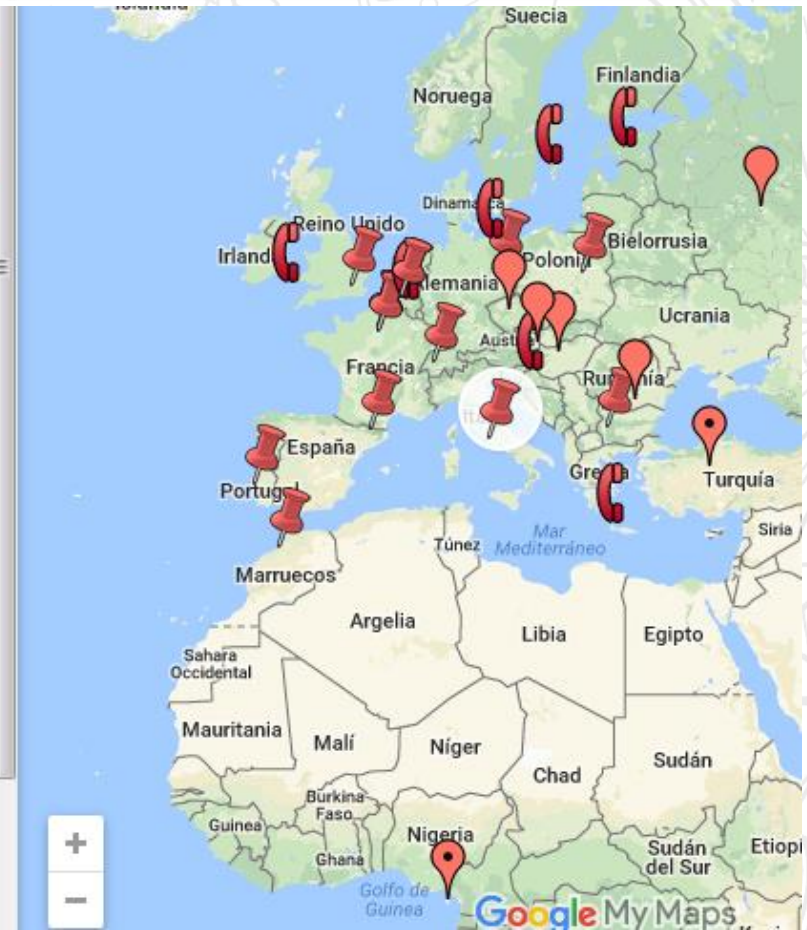 Suecia
Finlandia
Noruega
Dinamarca
Reino Unido
Irlanda
Bielorrusia
Polonia
Alemania
Ucrania
Austria
Francia
Rumanía
Italia
España
Portugal
Grecia
Turquía
Siria
Mar
Mediterráneo
Túnez
Marruecos
Argelia
Libia
Egipto
Sahara
Occidental
Mauritania
Malí
Níger
Chad
Sudán
Burkina
Faso
Guinea
Nigeria
Ghana
Sudán
del Sur
Etiopi
Golfo de
Guinea
Google My Maps
+
−